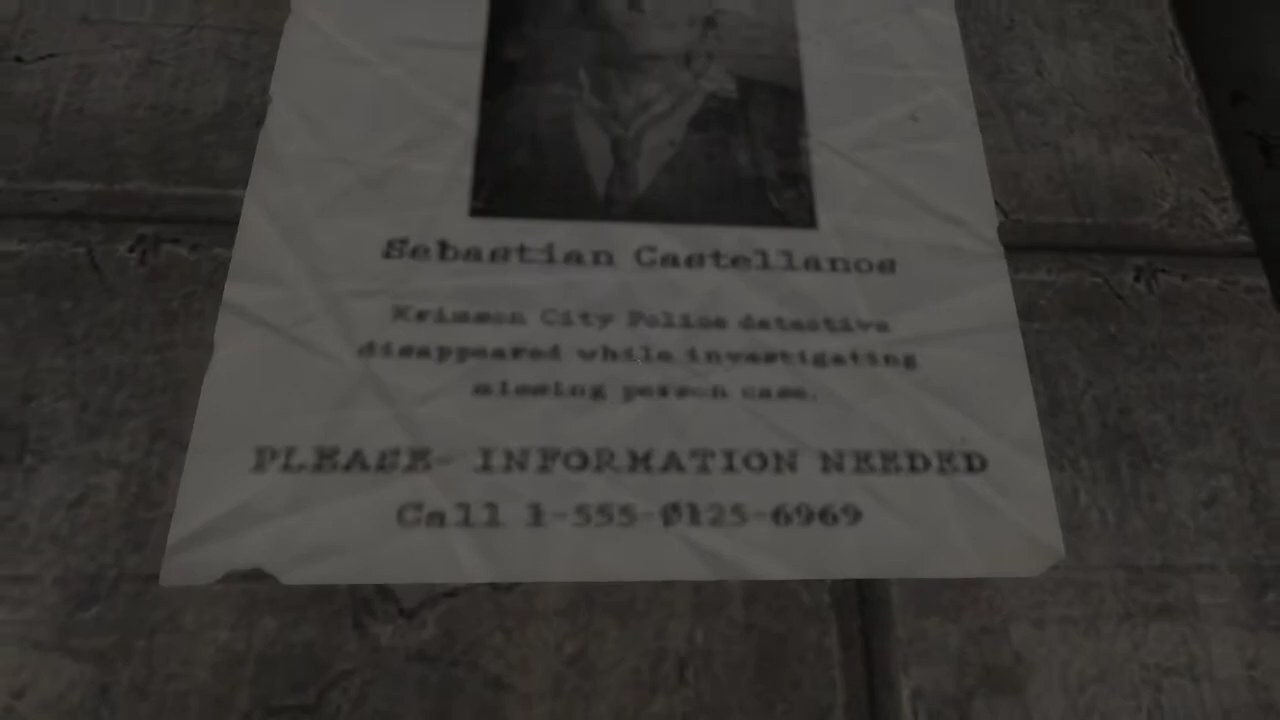 Sebastian Castellanos
Krimson City Police detective
disappeared while investigating
missing person case.
PLEASE- INFORMATION NEEDED
Call 1-555-0125-6969